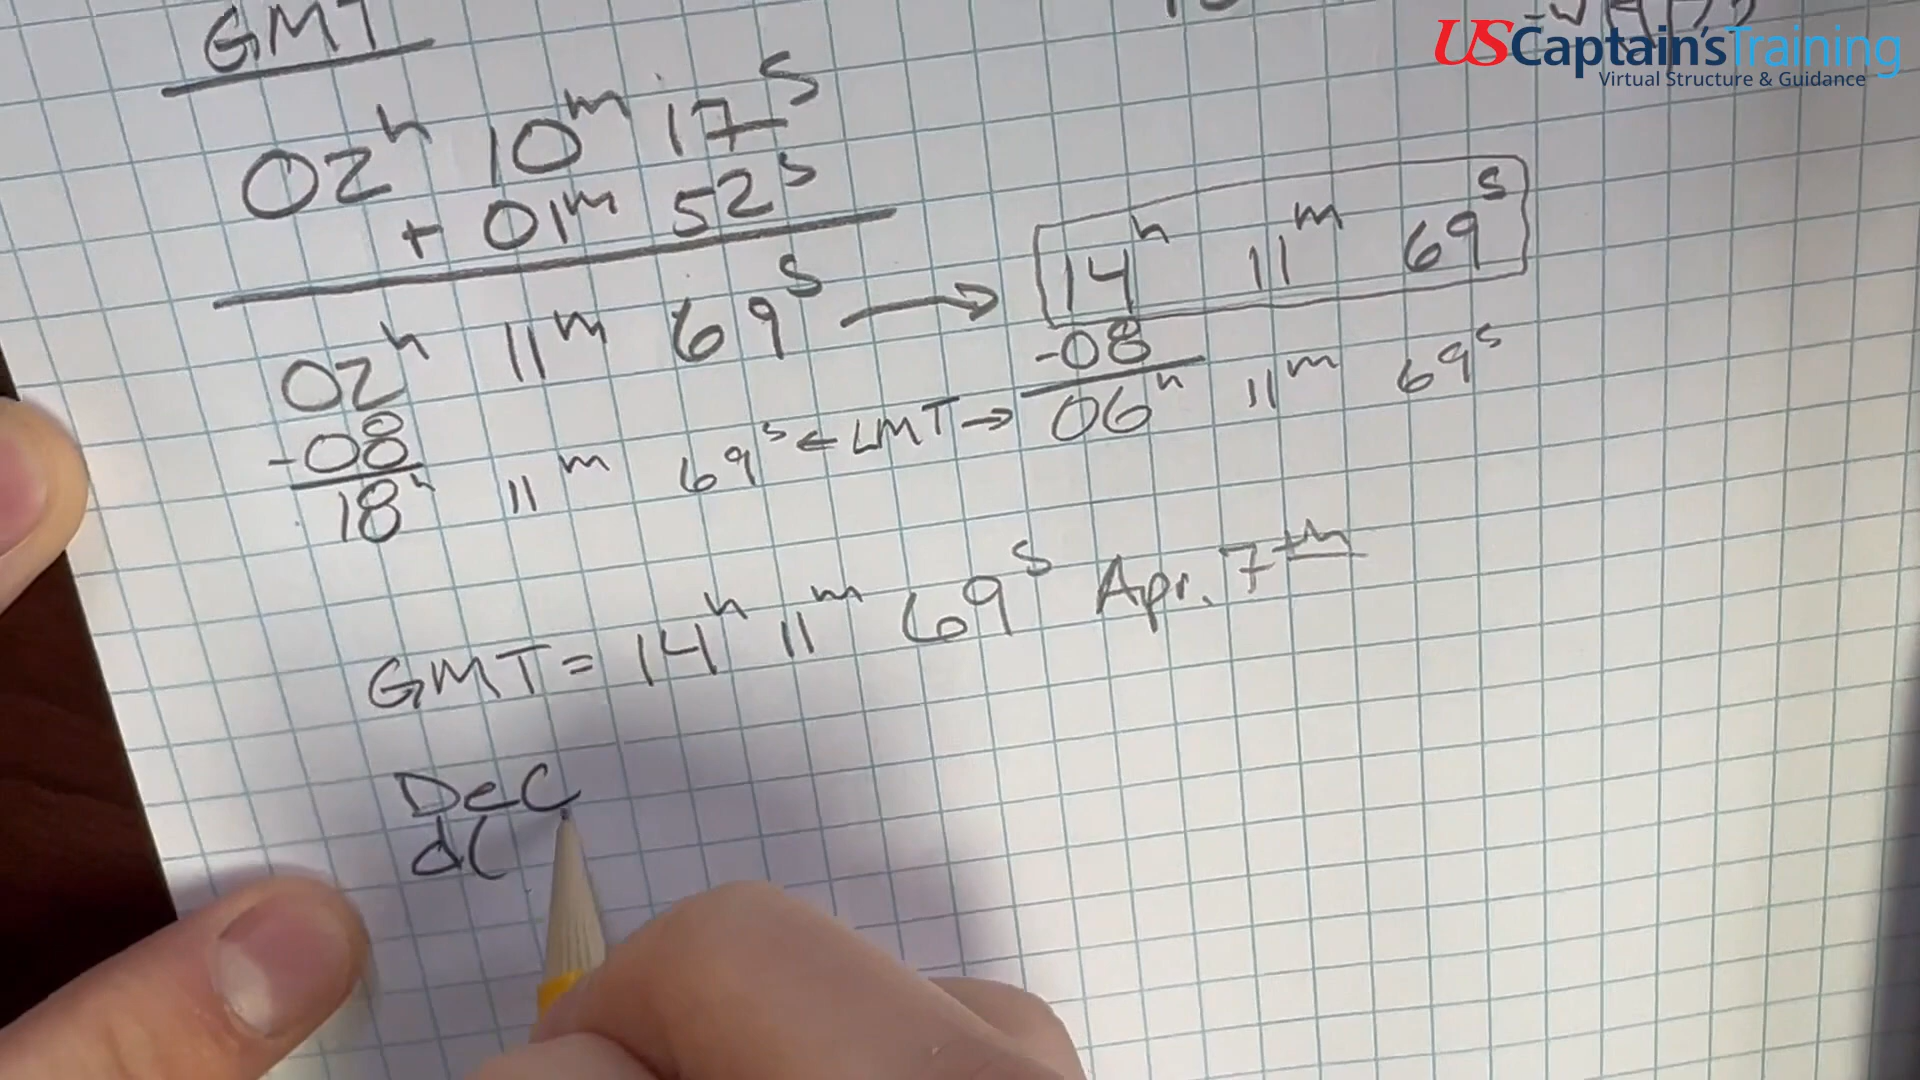 GMT
USCaptain'sTraining
Virtual Structure & Guidance
02h 10m 17s
+ 01m 52s
02h 11m 69s → 14h 11m 69s
-08 -08
18h 11m 69s ← LMT → 06h 11m 69s
GMT = 14h 11m 69s Apr. 7th
Dec
d(